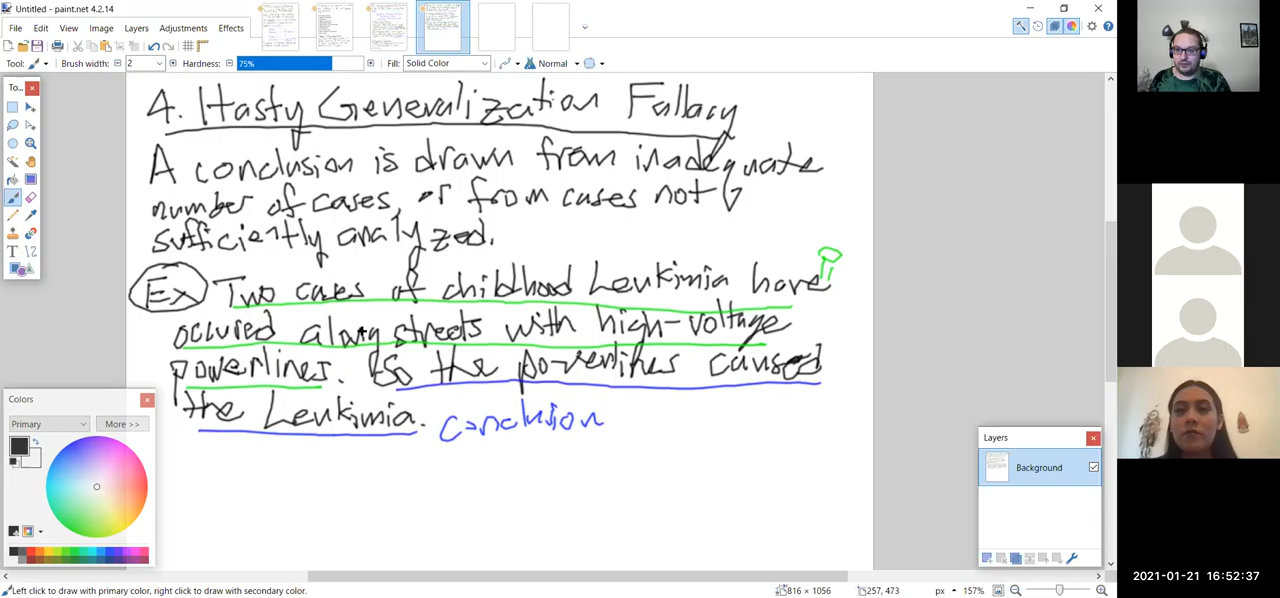 Untitled - paint.net 4.2.14
File Edit View Image Layers Adjustments Effects
Tool: Brush width: 2 Hardness: 75% Fill: Solid Color Normal
To...
4. Hasty Generalization Fallacy
A conclusion is drawn from inadequate
number of cases, or from cases not
sufficiently analyzed.
Ex Two cases of childhood Leukimia have
occured along streets with high-voltage
powerlines. So the powerlines caused
the Leukimia. conclusion
Colors
Primary More >>
Layers
Background
2021-01-21 16:52:37
Left click to draw with primary color, right click to draw with secondary color.
816 × 1056
257, 473
px
157%